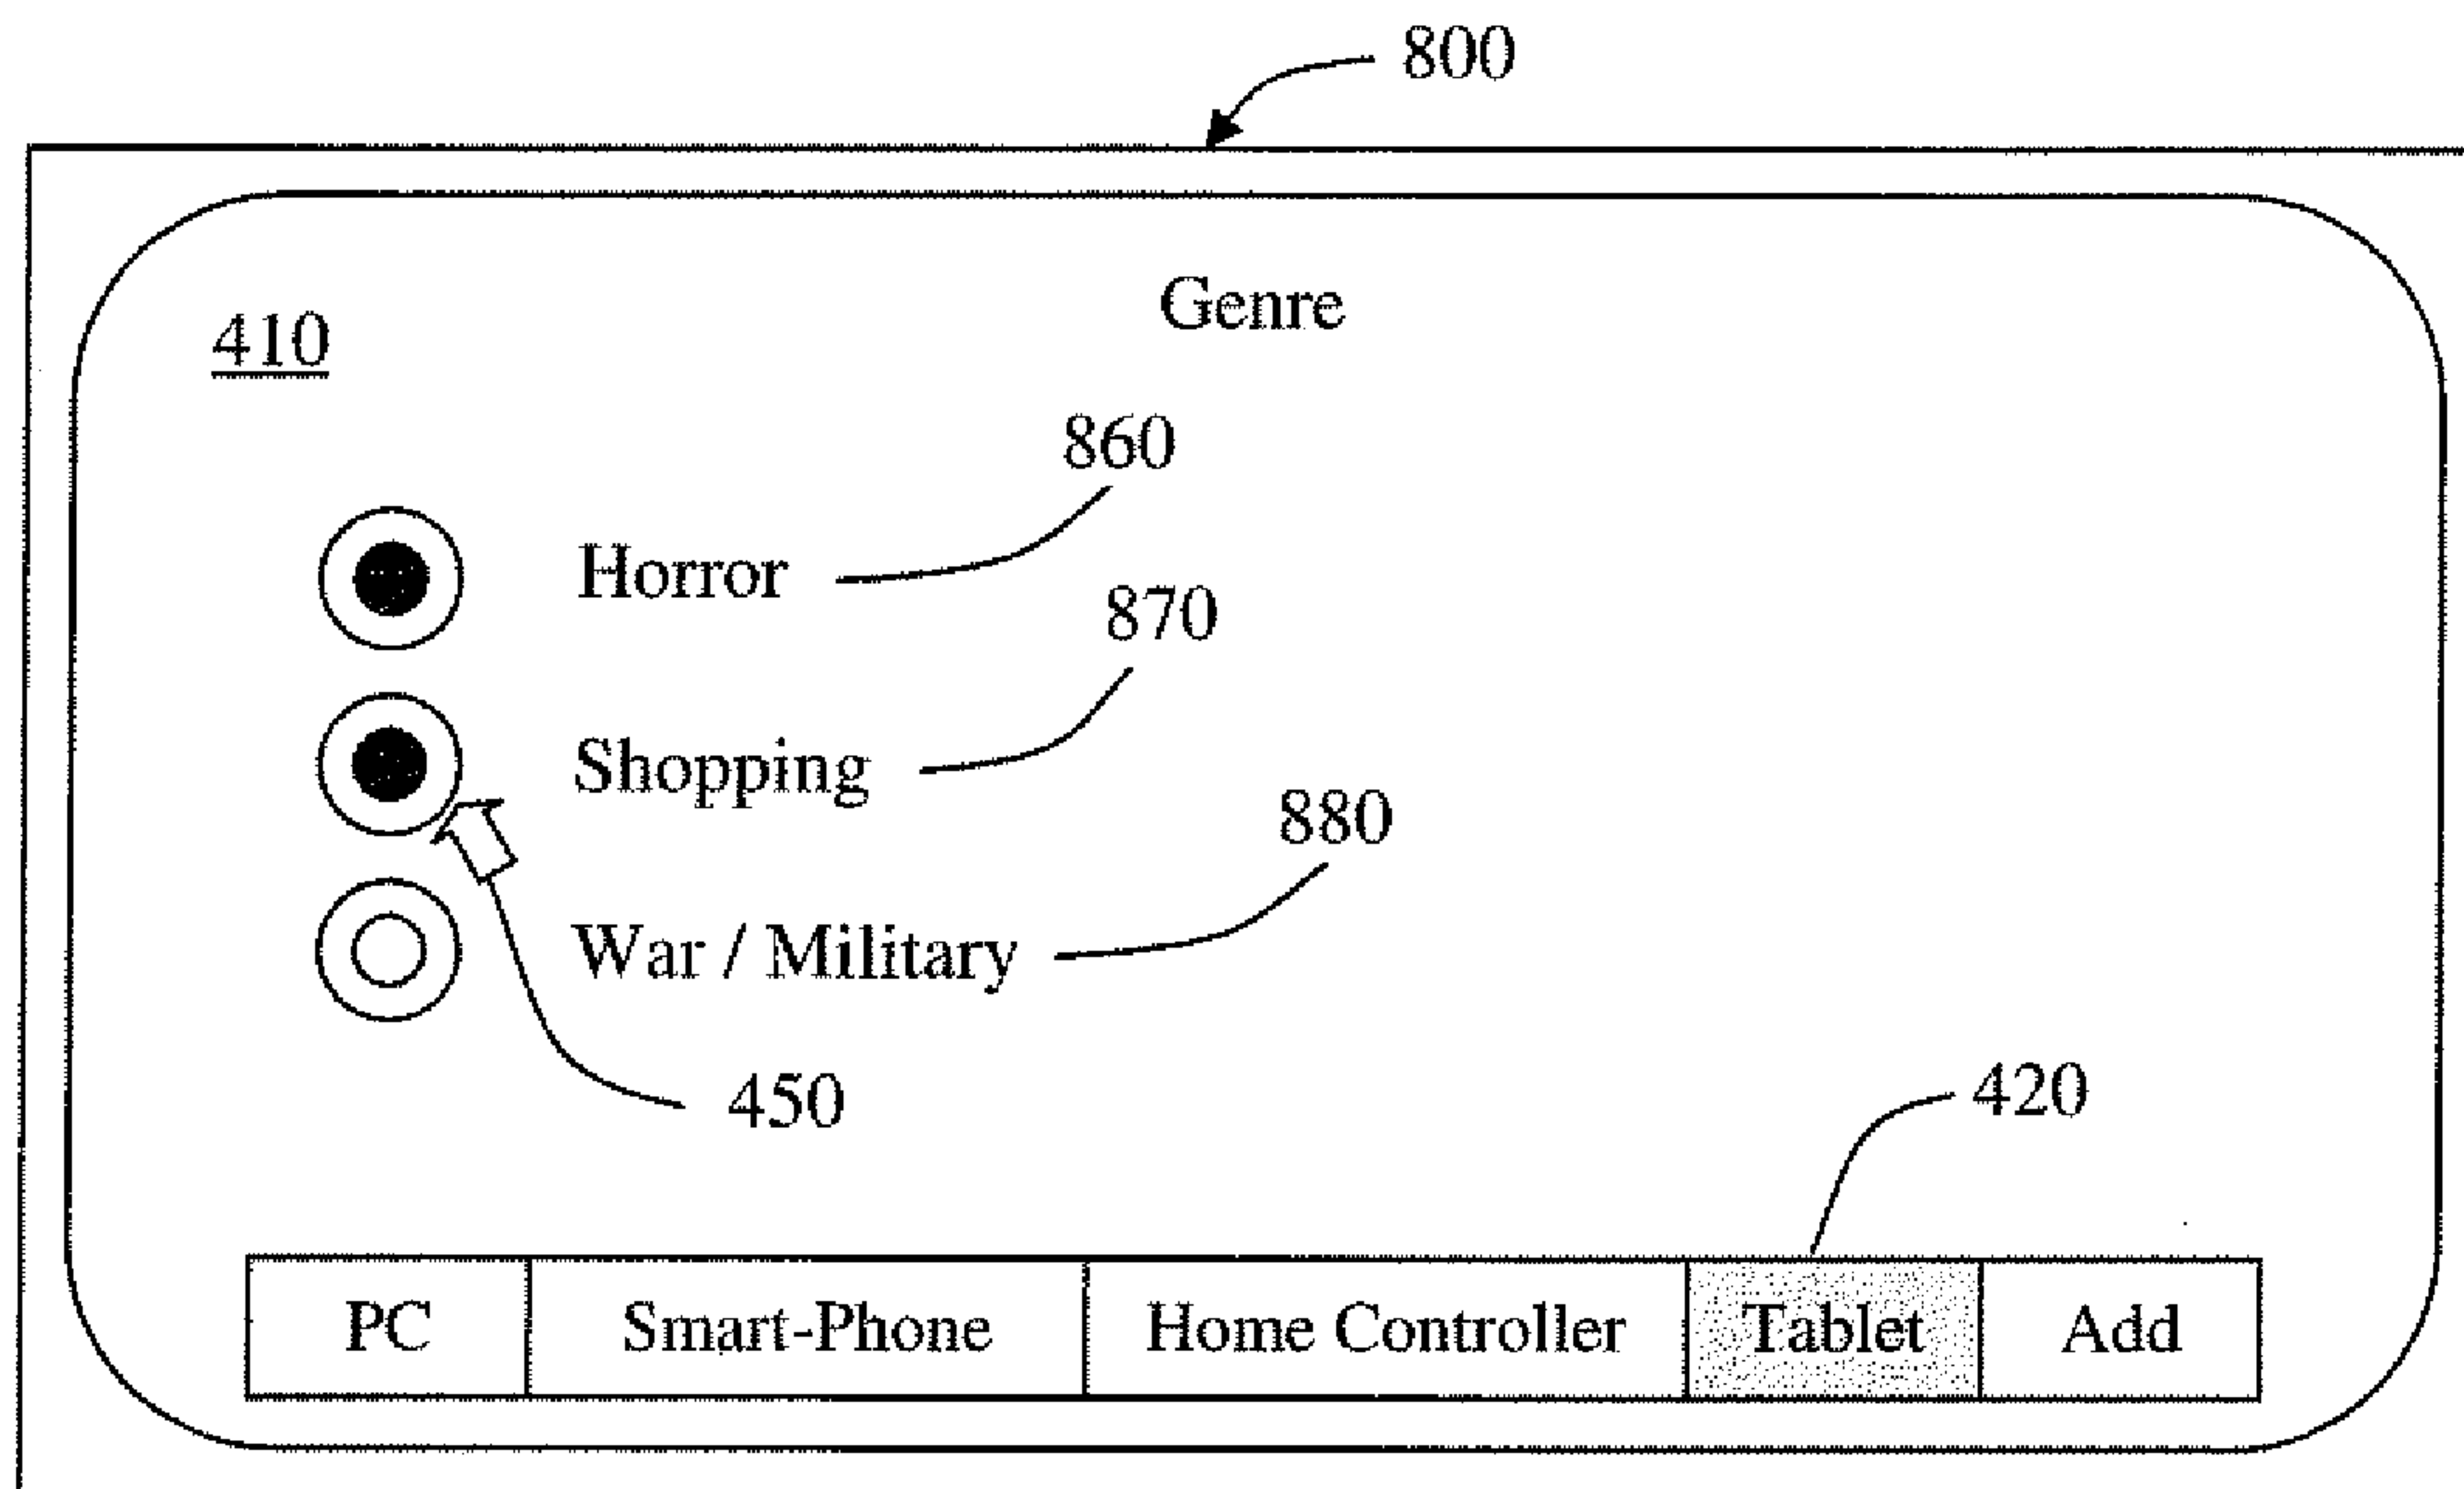 800
Genre
410
860
Horror
870
Shopping
880
War / Military
450
420
PC Smart-Phone Home Controller Tablet Add